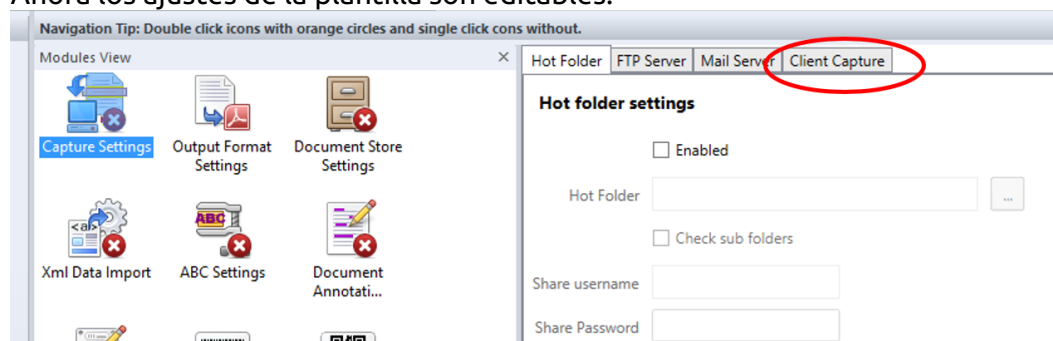 Ahora los ajustes de la plantilla son editables.
Navigation Tip: Double click icons with orange circles and single click cons without.
Modules View
Capture Settings
Output Format Settings
Document Store Settings
Xml Data Import
ABC
ABC Settings
Document Annotati...
Hot Folder FTP Server Mail Server Client Capture
Hot folder settings
Enabled
Hot Folder
...
Check sub folders
Share username
Share Password